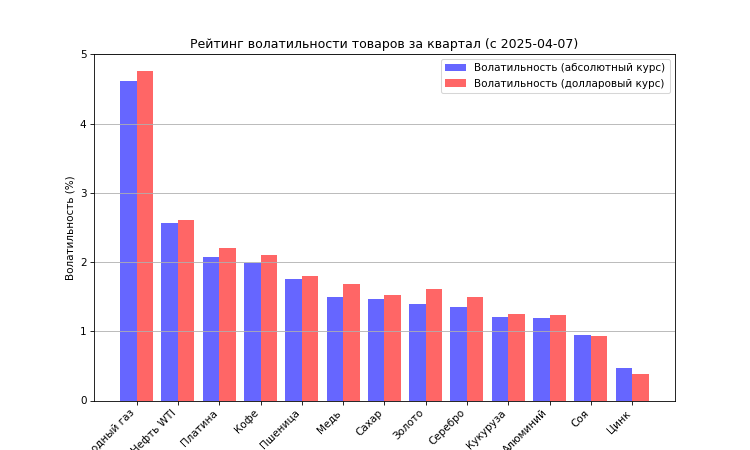 Рейтинг волатильности товаров за квартал (с 2025-04-07)
Волатильность (абсолютный курс)
Волатильность (долларовый курс)
Волатильность (%)
5
4
3
2
1
0
одный газ
Нефть WTI
Платина
Кофе
Пшеница
Медь
Сахар
Золото
Серебро
Кукуруза
Алюминий
Соя
Цинк